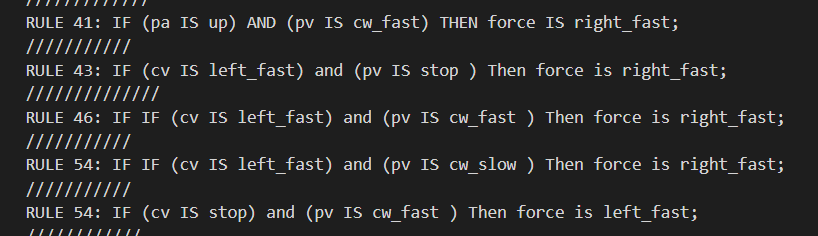 /////////////
RULE 41: IF (pa IS up) AND (pv IS cw_fast) THEN force IS right_fast;
///////////
RULE 43: IF (cv IS left_fast) and (pv IS stop ) Then force is right_fast;
//////////////
RULE 46: IF IF (cv IS left_fast) and (pv IS cw_fast ) Then force is right_fast;
///////////
RULE 54: IF IF (cv IS left_fast) and (pv IS cw_slow ) Then force is right_fast;
///////////
RULE 54: IF (cv IS stop) and (pv IS cw_fast ) Then force is left_fast;
////////////